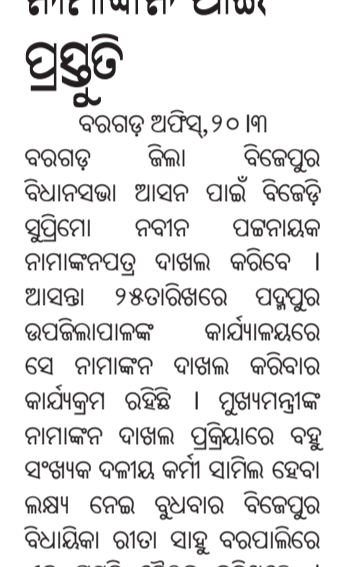 ପ୍ରସ୍ତୁତି
ବରଗଡ଼ ଅଫିସ୍,୨୦।୩
ବରଗଡ଼ ଜିଲା ବିଜେପୁର
ବିଧାନସଭା ଆସନ ପାଇଁ ବିଜେଡ଼ି
ସୁପ୍ରିମୋ ନବୀନ ପଟ୍ଟନାୟକ
ନାମାଙ୍କନପତ୍ର ଦାଖଲ କରିବେ ।
ଆସନ୍ତା ୨୫ତାରିଖରେ ପଦ୍ମପୁର
ଉପଜିଲାପାଳଙ୍କ କାର୍ଯ୍ୟାଳୟରେ
ସେ ନାମାଙ୍କନ ଦାଖଲ କରିବାର
କାର୍ଯ୍ୟକ୍ରମ ରହିଛି । ମୁଖ୍ୟମନ୍ତ୍ରୀଙ୍କ
ନାମାଙ୍କନ ଦାଖଲ ପ୍ରକ୍ରିୟାରେ ବହୁ
ସଂଖ୍ୟକ ଦଳୀୟ କର୍ମୀ ସାମିଲ ହେବା
ଲକ୍ଷ୍ୟ ନେଇ ବୁଧବାର ବିଜେପୁର
ବିଧାୟିକା ରୀତା ସାହୁ ବରପାଲିରେ